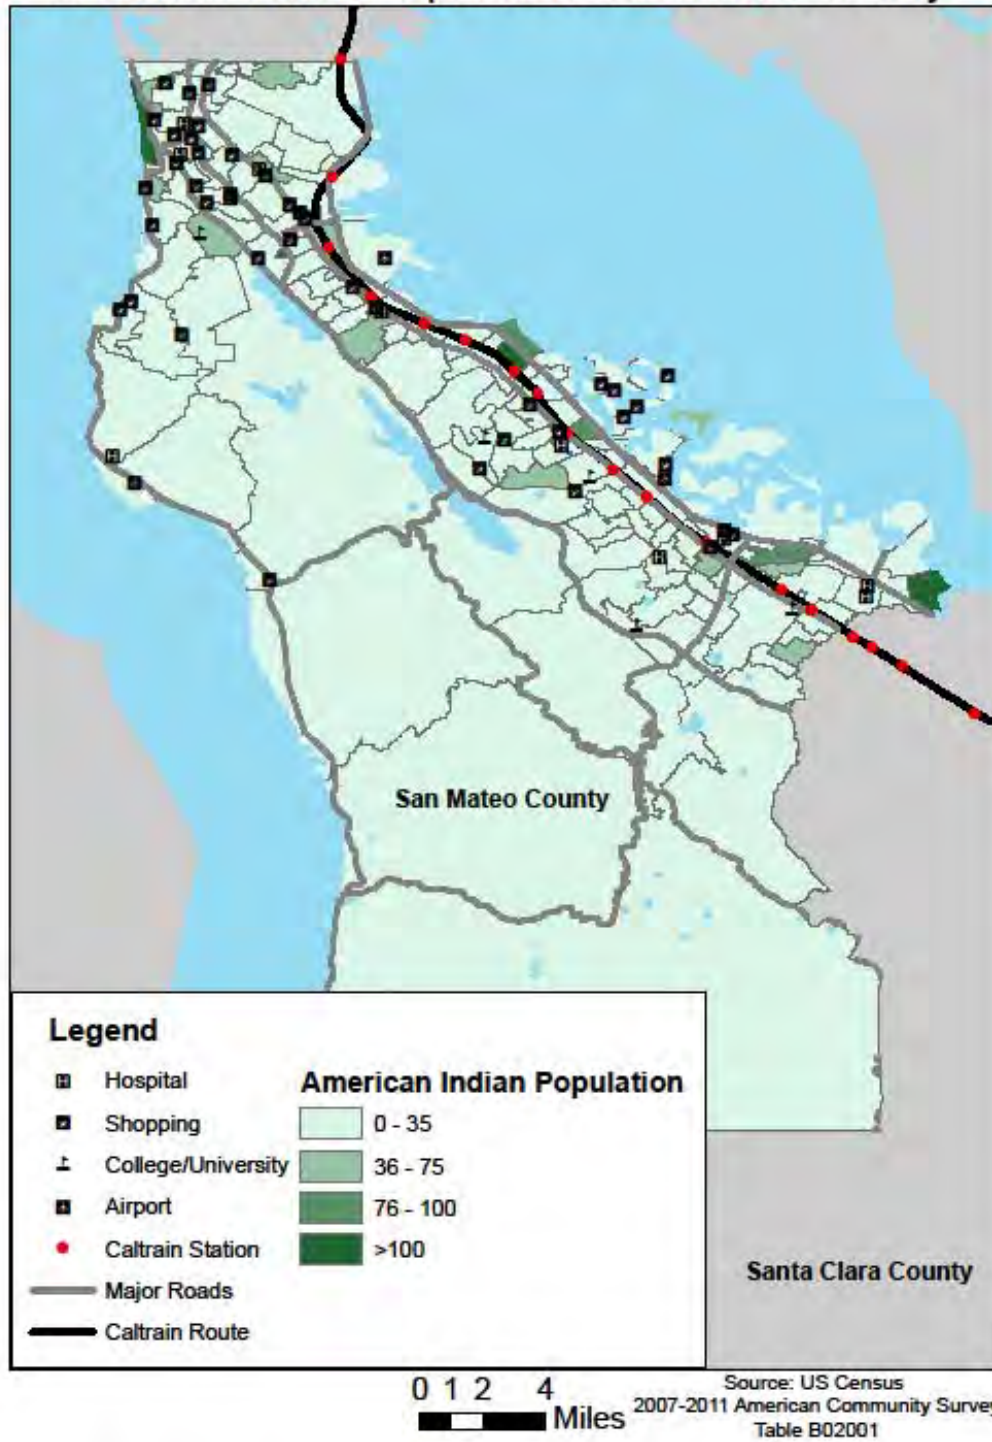 San Mateo County
Legend
Hospital
Shopping
College/University
Airport
Caltrain Station
Major Roads
Caltrain Route
American Indian Population
0 - 35
36 - 75
76 - 100
>100
Santa Clara County
0 1 2 4
Miles
Source: US Census
2007-2011 American Community Survey
Table B02001